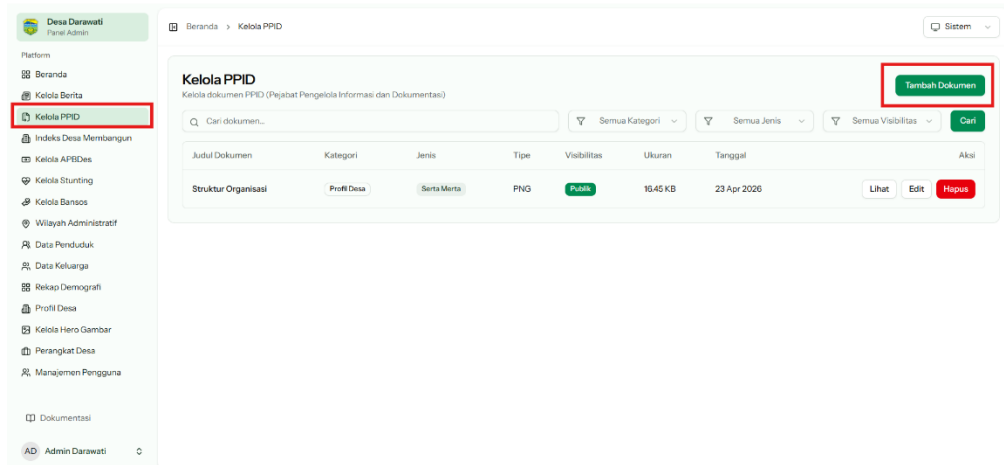 Desa Darawati
Panel Admin
Platform
Beranda
Kelola Berita
Kelola PPID
Indeks Desa Membangun
Kelola APBDes
Kelola Stunting
Kelola Bansos
Wilayah Administratif
Data Penduduk
Data Keluarga
Rekap Demografi
Profil Desa
Kelola Hero Gambar
Perangkat Desa
Manajemen Pengguna
Dokumentasi
AD Admin Darawati
Beranda > Kelola PPID
Sistem
Kelola PPID
Kelola dokumen PPID (Pejabat Pengelola Informasi dan Dokumentasi)
Tambah Dokumen
Cari dokumen... Semua Kategori Semua Jenis Semua Visibilitas Cari
Judul Dokumen Kategori Jenis Tipe Visibilitas Ukuran Tanggal Aksi
Struktur Organisasi Profil Desa Serta Merta PNG Publik 16.45 KB 23 Apr 2026 Lihat Edit Hapus